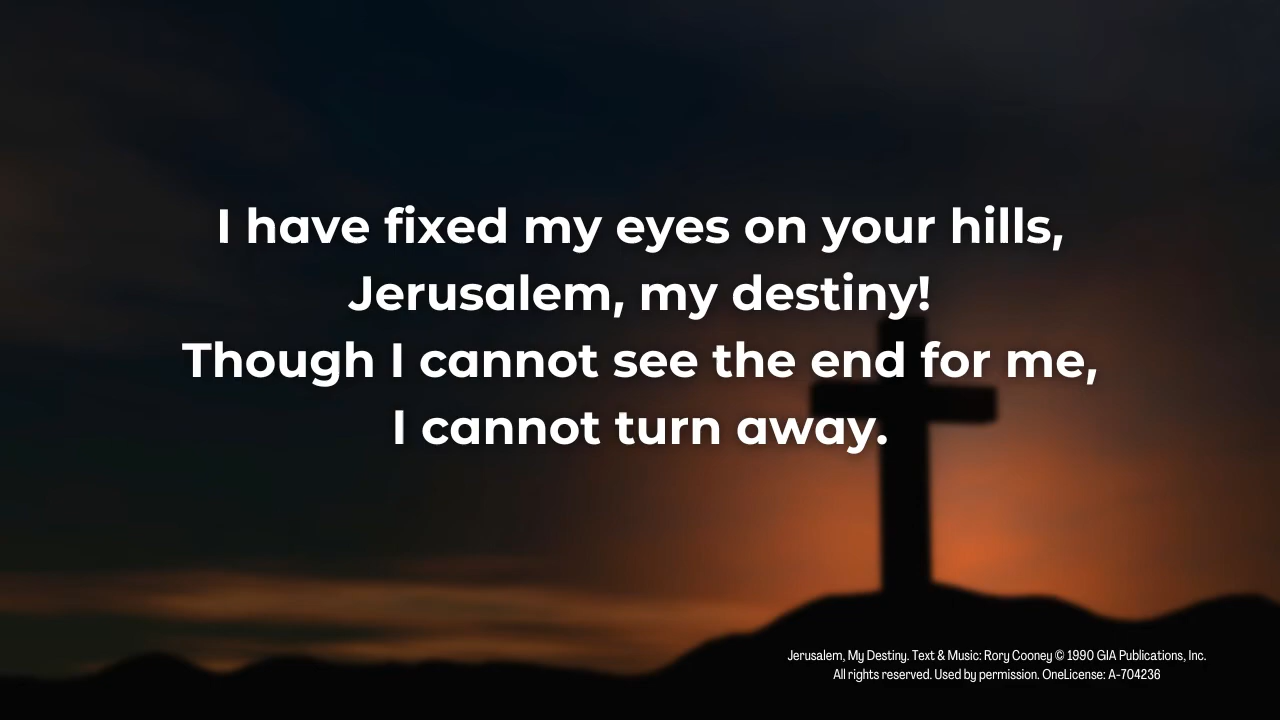 I have fixed my eyes on your hills,
Jerusalem, my destiny!
Though I cannot see the end for me,
I cannot turn away.
Jerusalem, My Destiny. Text & Music: Rory Cooney © 1990 GIA Publications, Inc.
All rights reserved. Used by permission. OneLicense: A-704236